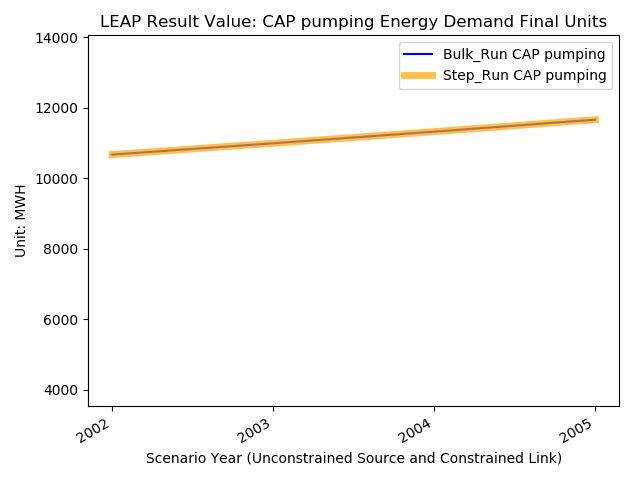 LEAP Result Value: CAP pumping Energy Demand Final Units
Bulk_Run CAP pumping
Step_Run CAP pumping
Unit: MWH
14000
12000
10000
8000
6000
4000
2002
2003
2004
2005
Scenario Year (Unconstrained Source and Constrained Link)